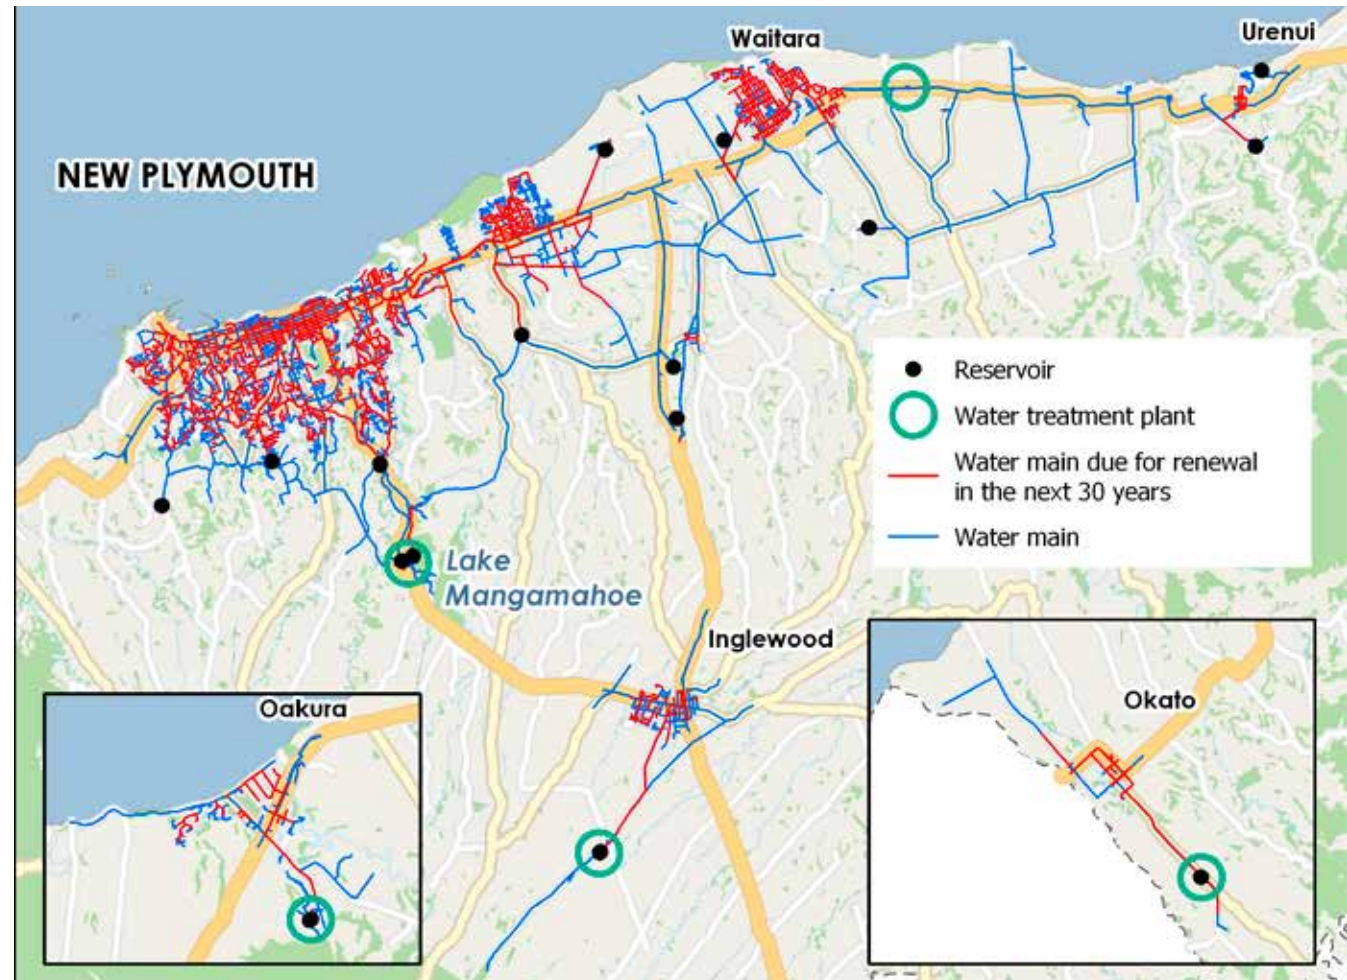 Waitara
Urenui
NEW PLYMOUTH
Reservoir
Water treatment plant
Water main due for renewal
in the next 30 years
Water main
Lake
Mangamahoe
Inglewood
Oakura
Okato